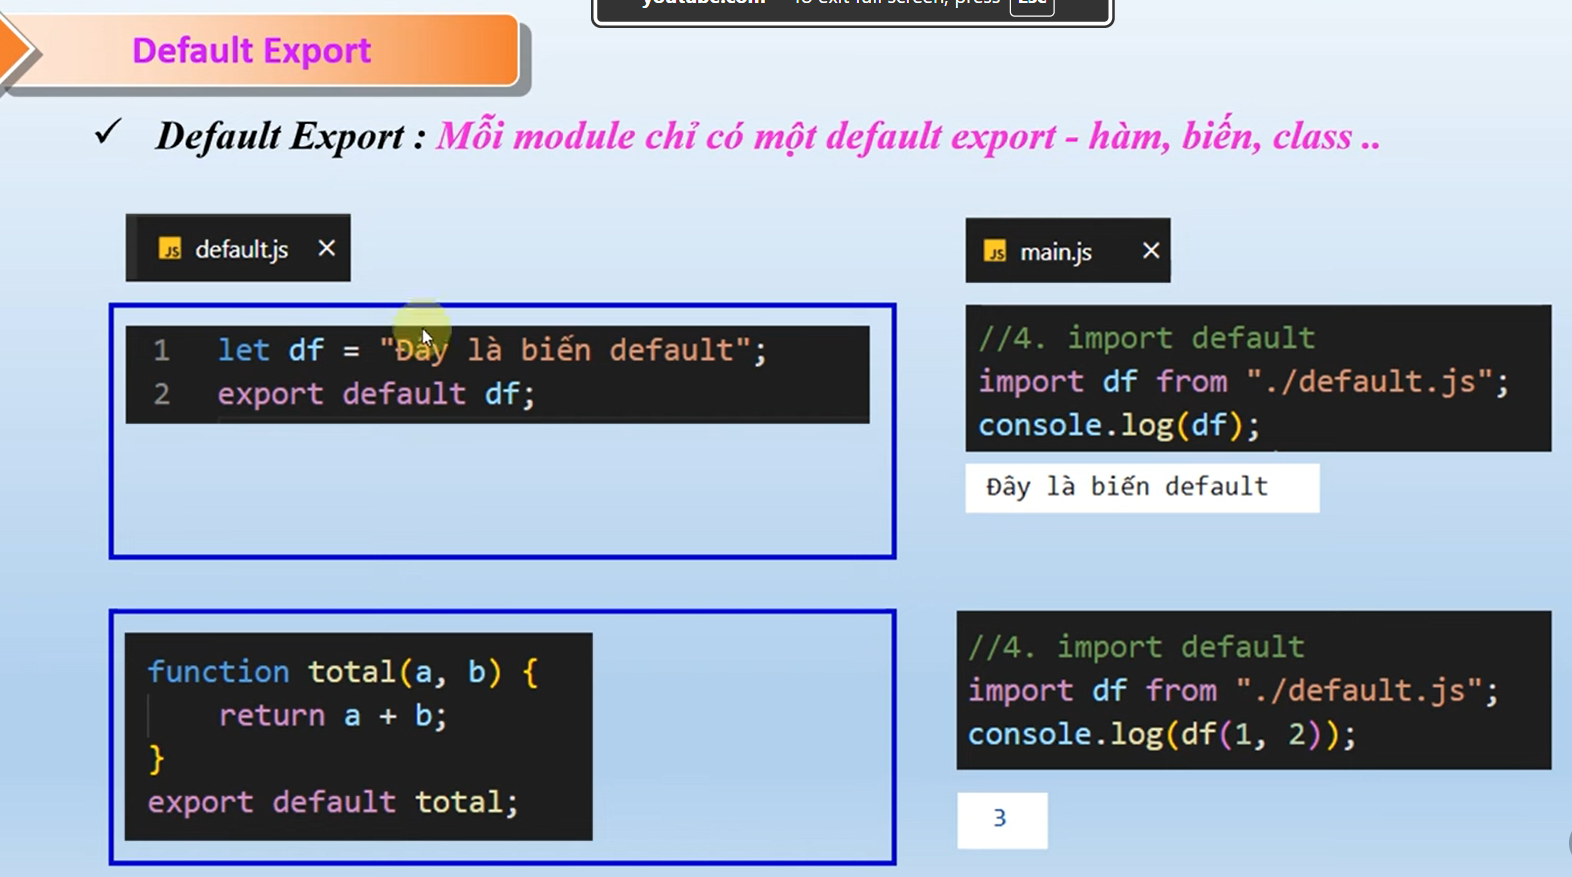 Default Export
✓ Default Export : Mỗi module chỉ có một default export - hàm, biến, class ..
JS default.js ×
1 let df = "Đây là biến default";
2 export default df;
JS main.js ×
//4. import default
import df from "./default.js";
console.log(df);
Đây là biến default
function total(a, b) {
return a + b;
}
export default total;
//4. import default
import df from "./default.js";
console.log(df(1, 2));
3